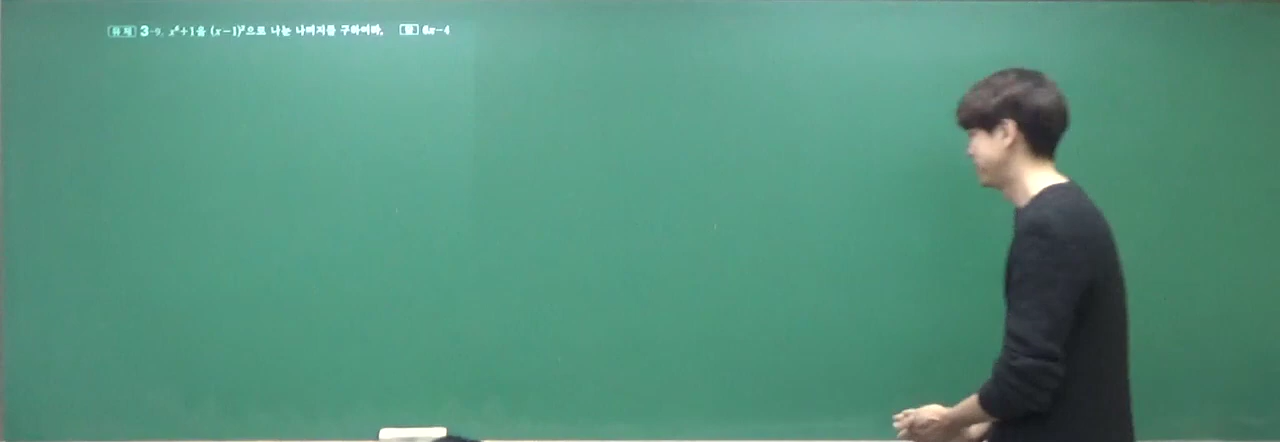 유제 3-9. x⁶+1을 (x-1)²으로 나눈 나머지를 구하여라. 답 6x-4